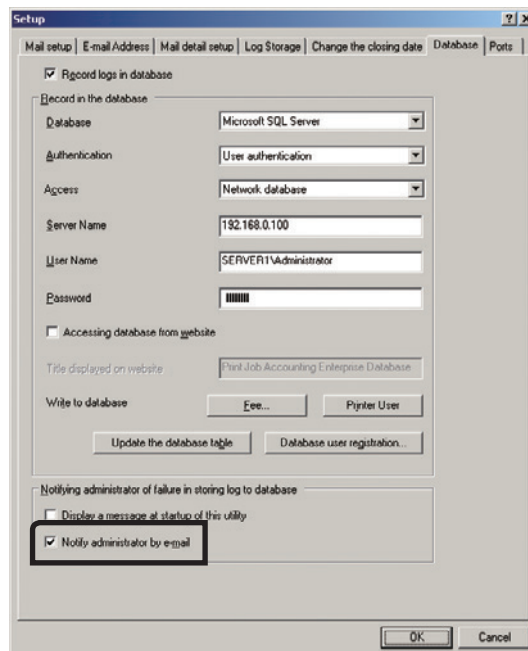 Setup
Mail setup E-mail Address Mail detail setup Log Storage Change the closing date Database Ports
Record logs in database
Record in the database
Database Microsoft SQL Server
Authentication User authentication
Access Network database
Server Name 192.168.0.100
User Name SERVER1\Administrator
Password
Accessing database from website
Title displayed on website Print Job Accounting Enterprise Database
Write to database Fee... Printer User
Update the database table Database user registration...
Notifying administrator of failure in storing log to database
Display a message at startup of this utility
Notify administrator by e-mail
OK Cancel